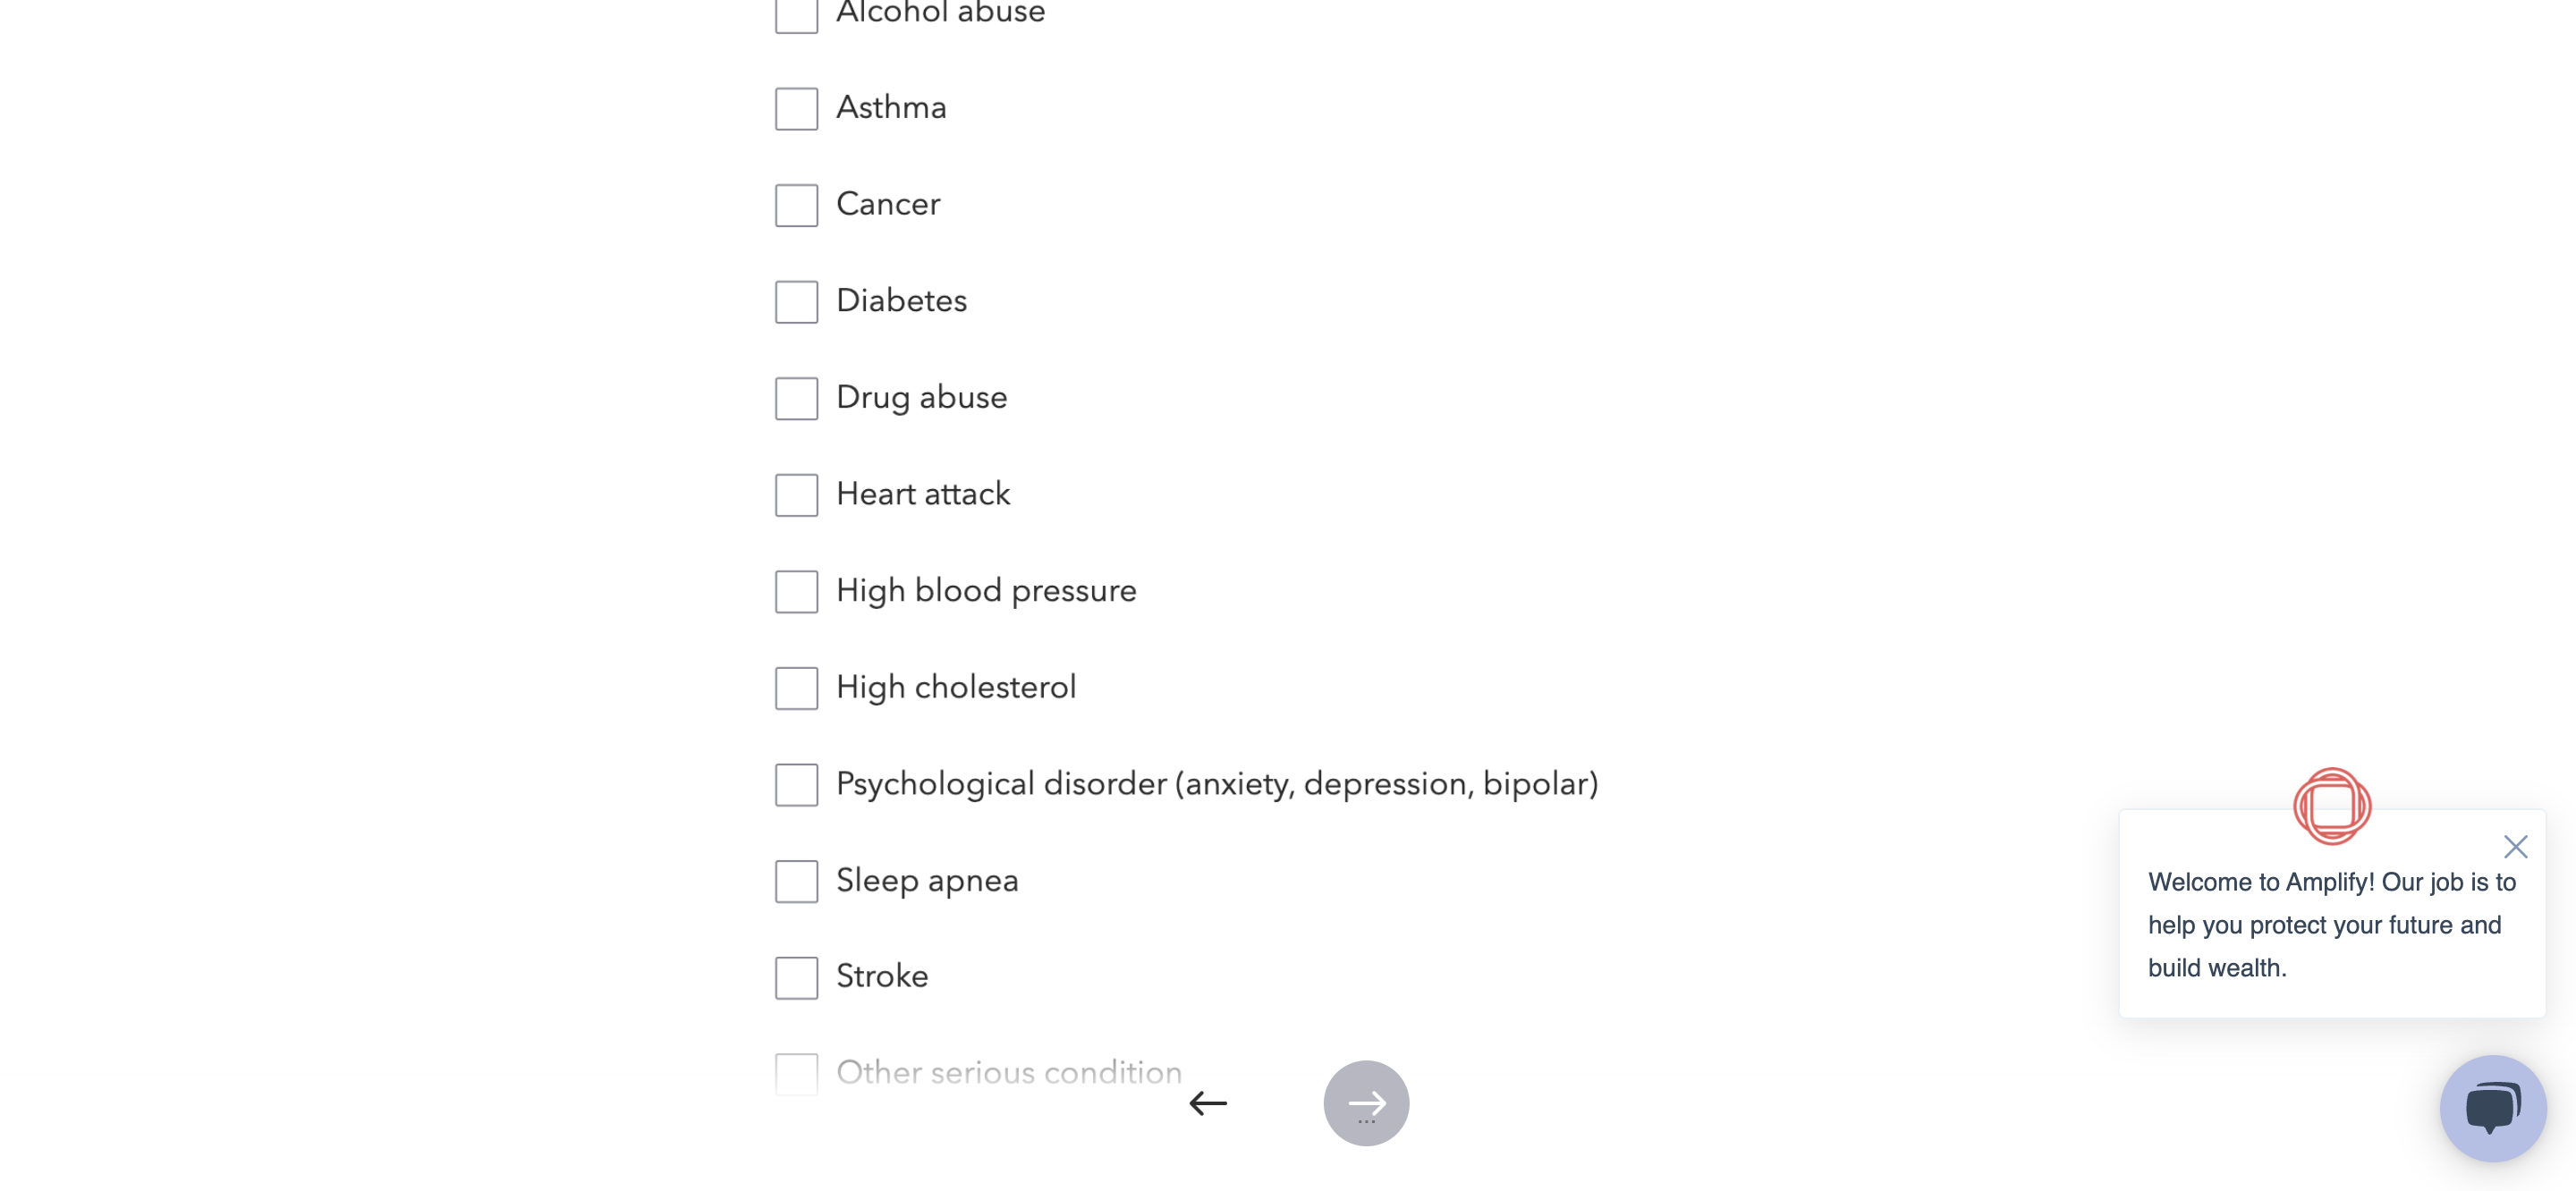 Alcohol abuse
Asthma
Cancer
Diabetes
Drug abuse
Heart attack
High blood pressure
High cholesterol
Psychological disorder (anxiety, depression, bipolar)
Sleep apnea
Stroke
Other serious condition
...
Welcome to Amplify! Our job is to
help you protect your future and
build wealth.